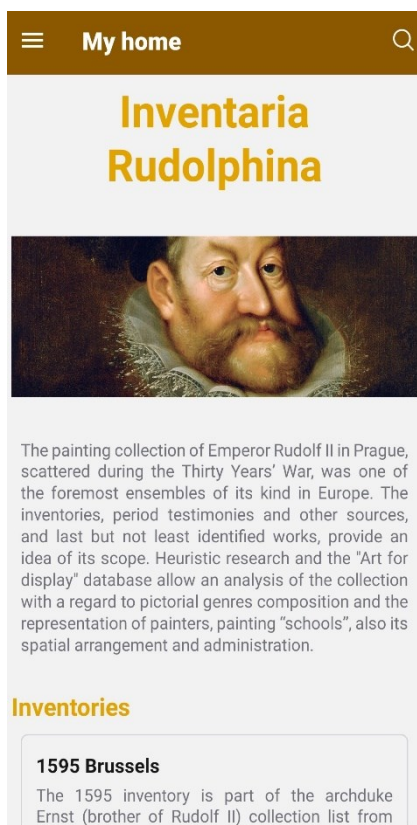 My home
Inventaria
Rudolphina
The painting collection of Emperor Rudolf II in Prague,
scattered during the Thirty Years’ War, was one of
the foremost ensembles of its kind in Europe. The
inventories, period testimonies and other sources,
and last but not least identified works, provide an
idea of its scope. Heuristic research and the "Art for
display" database allow an analysis of the collection
with a regard to pictorial genres composition and the
representation of painters, painting “schools”, also its
spatial arrangement and administration.
Inventories
1595 Brussels
The 1595 inventory is part of the archduke
Ernst (brother of Rudolf II) collection list from